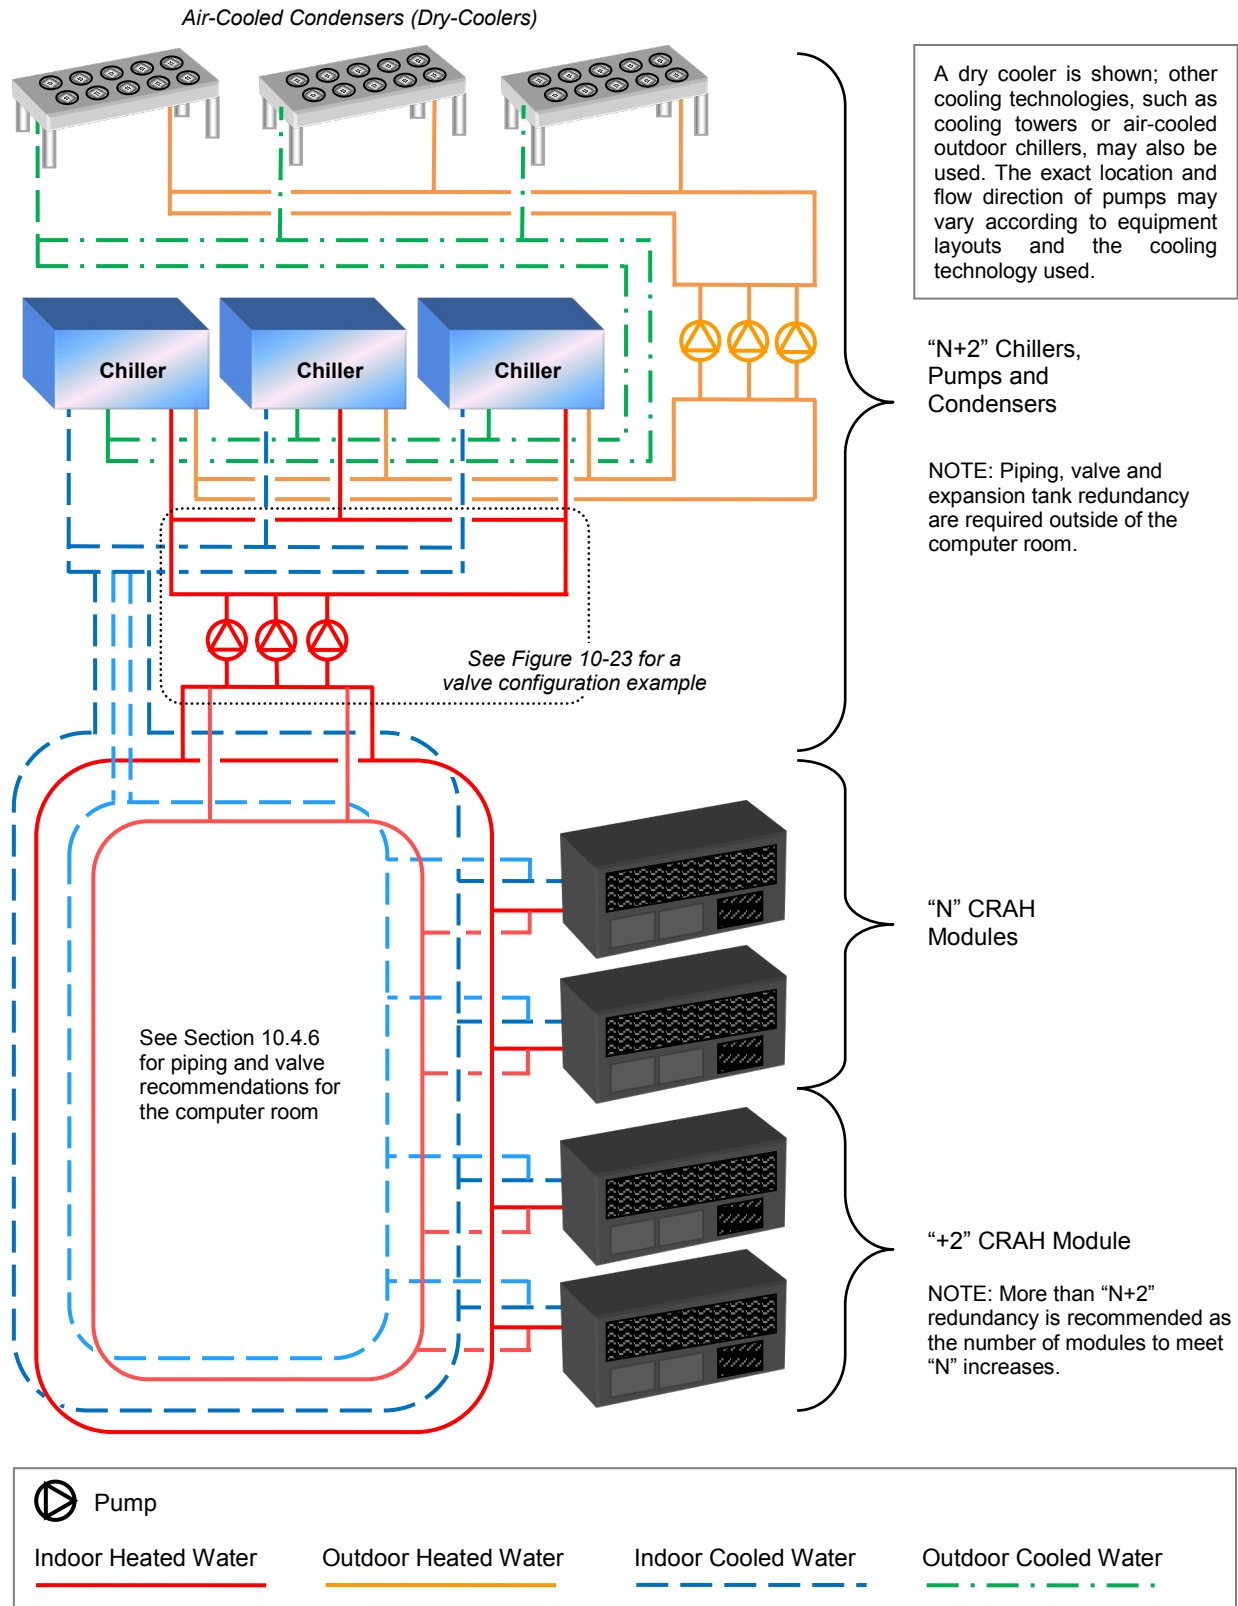 Air-Cooled Condensers (Dry-Coolers)
A dry cooler is shown; other
cooling technologies, such as
cooling towers or air-cooled
outdoor chillers, may also be
used. The exact location and
flow direction of pumps may
vary according to equipment
layouts and the cooling
technology used.
Chiller
Chiller
Chiller
“N+2” Chillers,
Pumps and
Condensers
NOTE: Piping, valve and
expansion tank redundancy
are required outside of the
computer room.
See Figure 10-23 for a
valve configuration example
“N” CRAH
Modules
See Section 10.4.6
for piping and valve
recommendations for
the computer room
“+2” CRAH Module
NOTE: More than “N+2”
redundancy is recommended as
the number of modules to meet
“N” increases.
Pump
Indoor Heated Water
Outdoor Heated Water
Indoor Cooled Water
Outdoor Cooled Water